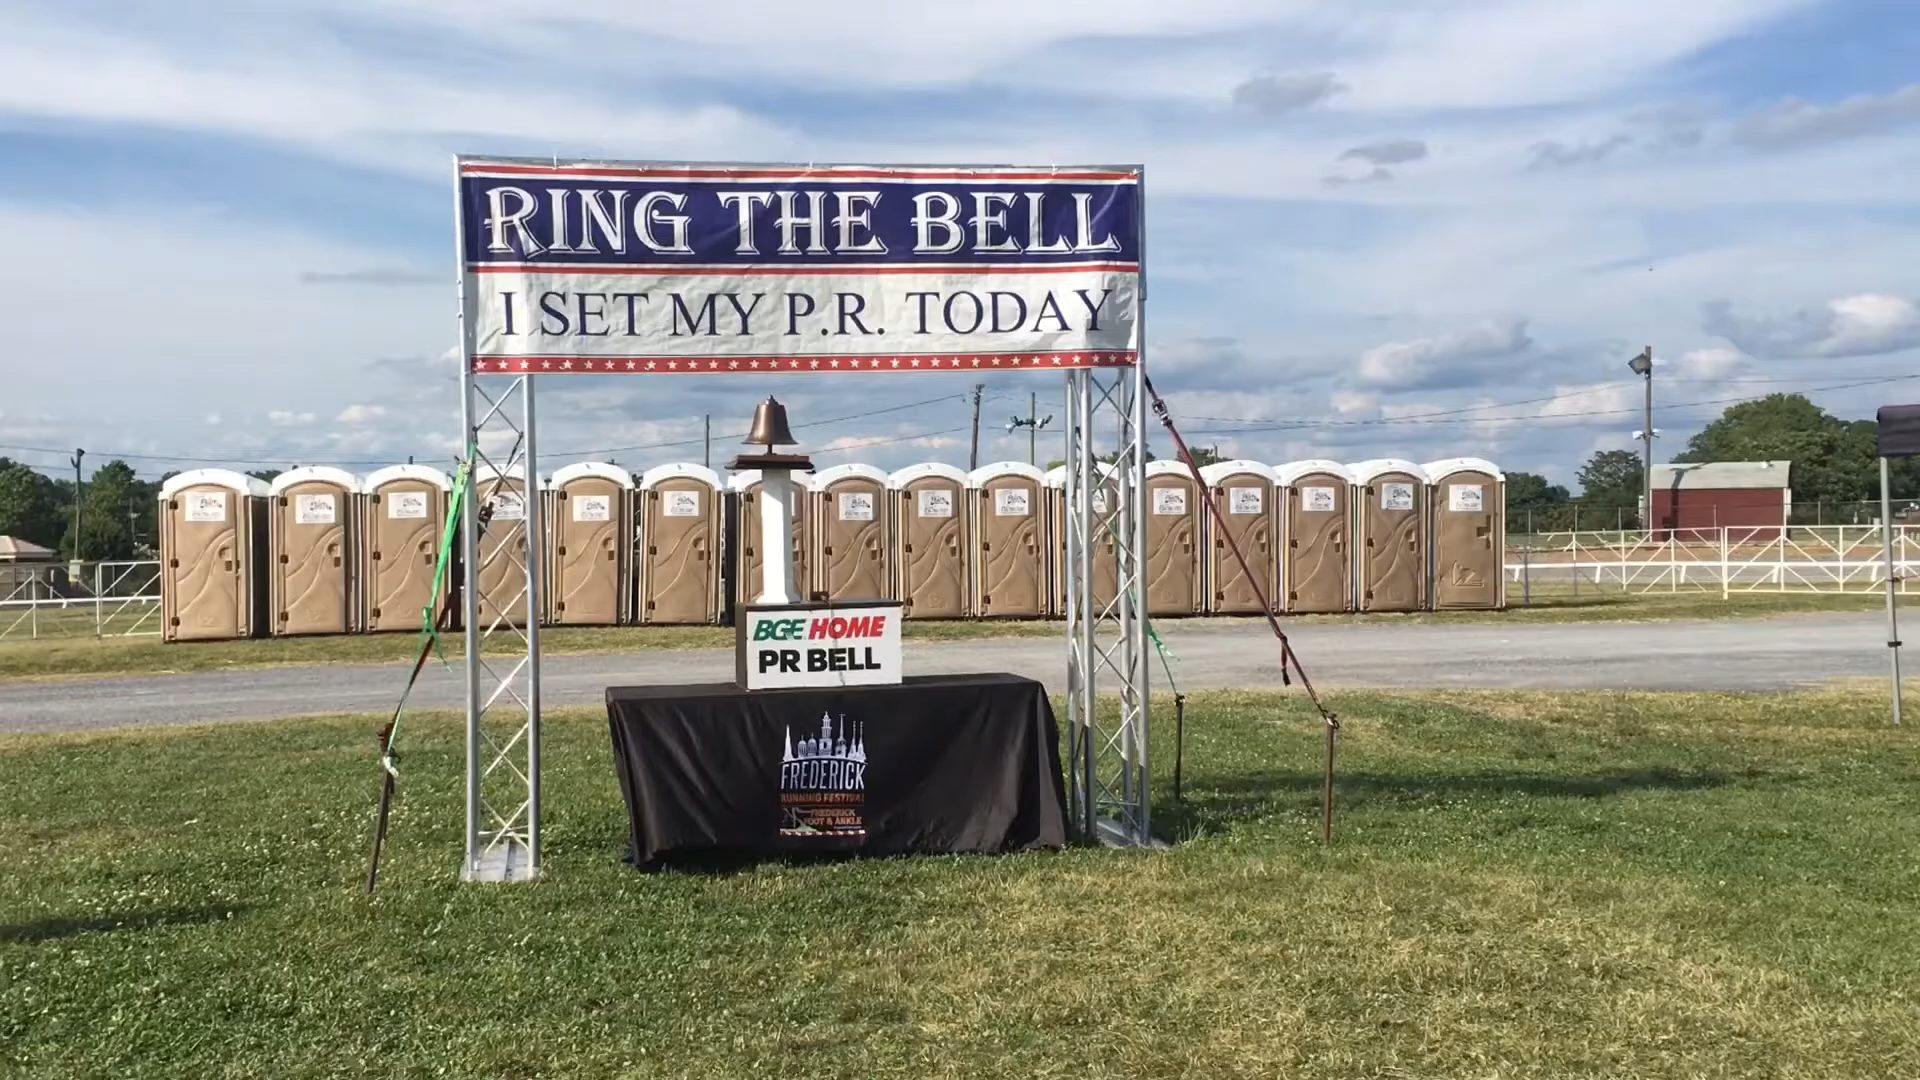 RING THE BELL
I SET MY P.R. TODAY
BGE HOME
PR BELL
FREDERICK
RUNNING FESTIVAL
FREDERICK
FOOT & ANKLE